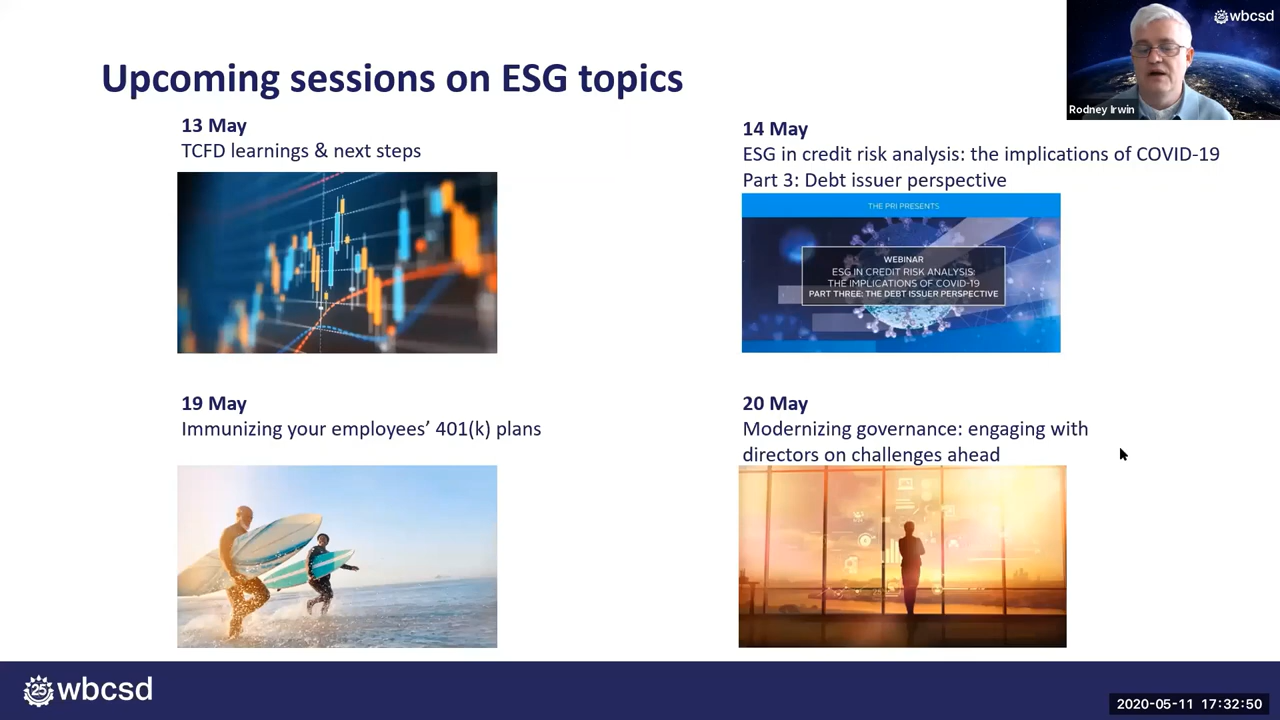 Upcoming sessions on ESG topics
wbcsd
Rodney Irwin
13 May
TCFD learnings & next steps
14 May
ESG in credit risk analysis: the implications of COVID-19
Part 3: Debt issuer perspective
THE PRI PRESENTS
WEBINAR
ESG IN CREDIT RISK ANALYSIS:
THE IMPLICATIONS OF COVID-19
PART THREE: THE DEBT ISSUER PERSPECTIVE
19 May
Immunizing your employees’ 401(k) plans
20 May
Modernizing governance: engaging with
directors on challenges ahead
25 wbcsd
2020-05-11 17:32:50